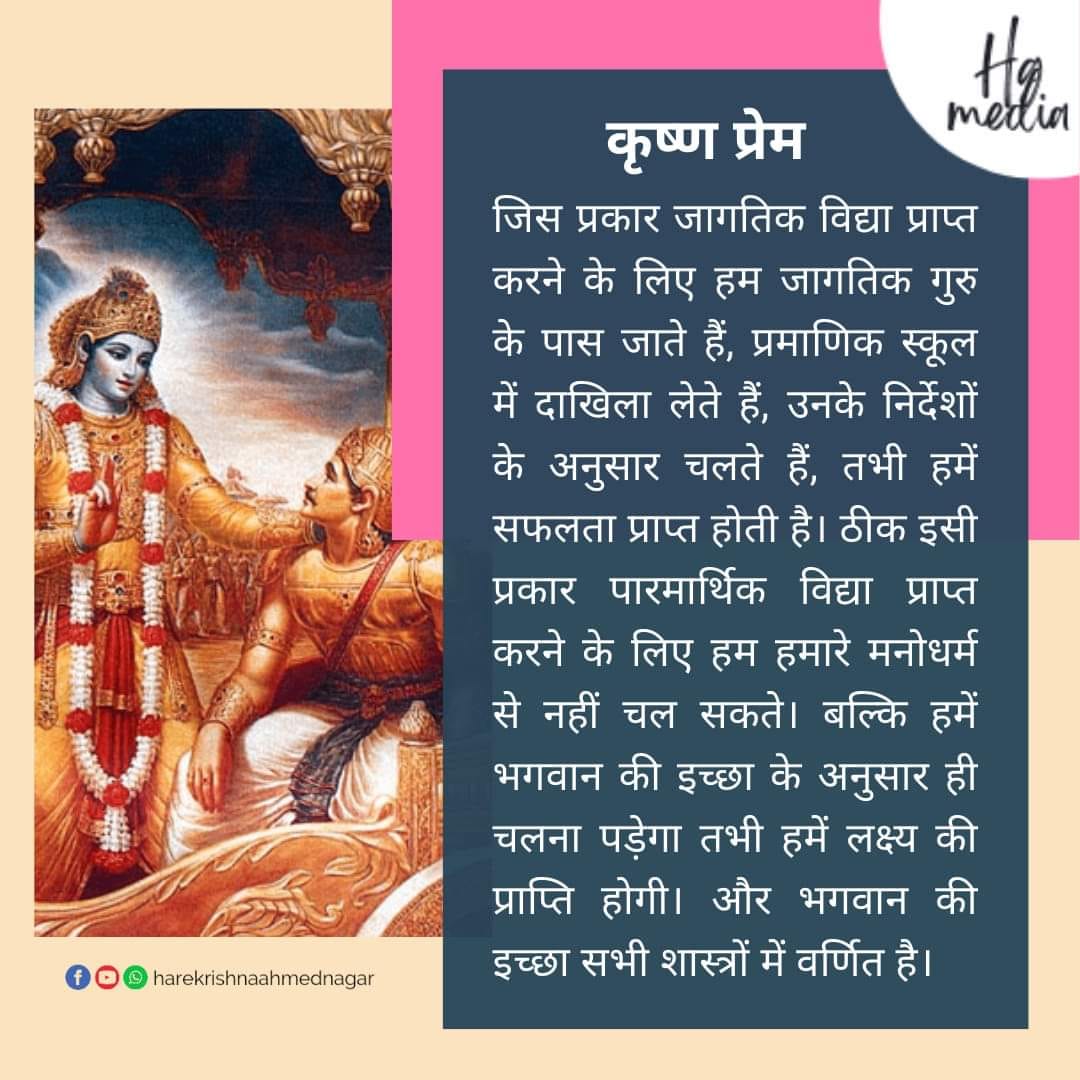 Ha
media
कृष्ण प्रेम
जिस प्रकार जागतिक विद्या प्राप्त
करने के लिए हम जागतिक गुरु
के पास जाते हैं, प्रमाणिक स्कूल
में दाखिला लेते हैं, उनके निर्देशों
के अनुसार चलते हैं, तभी हमें
सफलता प्राप्त होती है। ठीक इसी
प्रकार पारमार्थिक विद्या प्राप्त
करने के लिए हम हमारे मनोधर्म
से नहीं चल सकते। बल्कि हमें
भगवान की इच्छा के अनुसार ही
चलना पड़ेगा तभी हमें लक्ष्य की
प्राप्ति होगी। और भगवान की
इच्छा सभी शास्त्रों में वर्णित है।
harekrishnaahmednagar